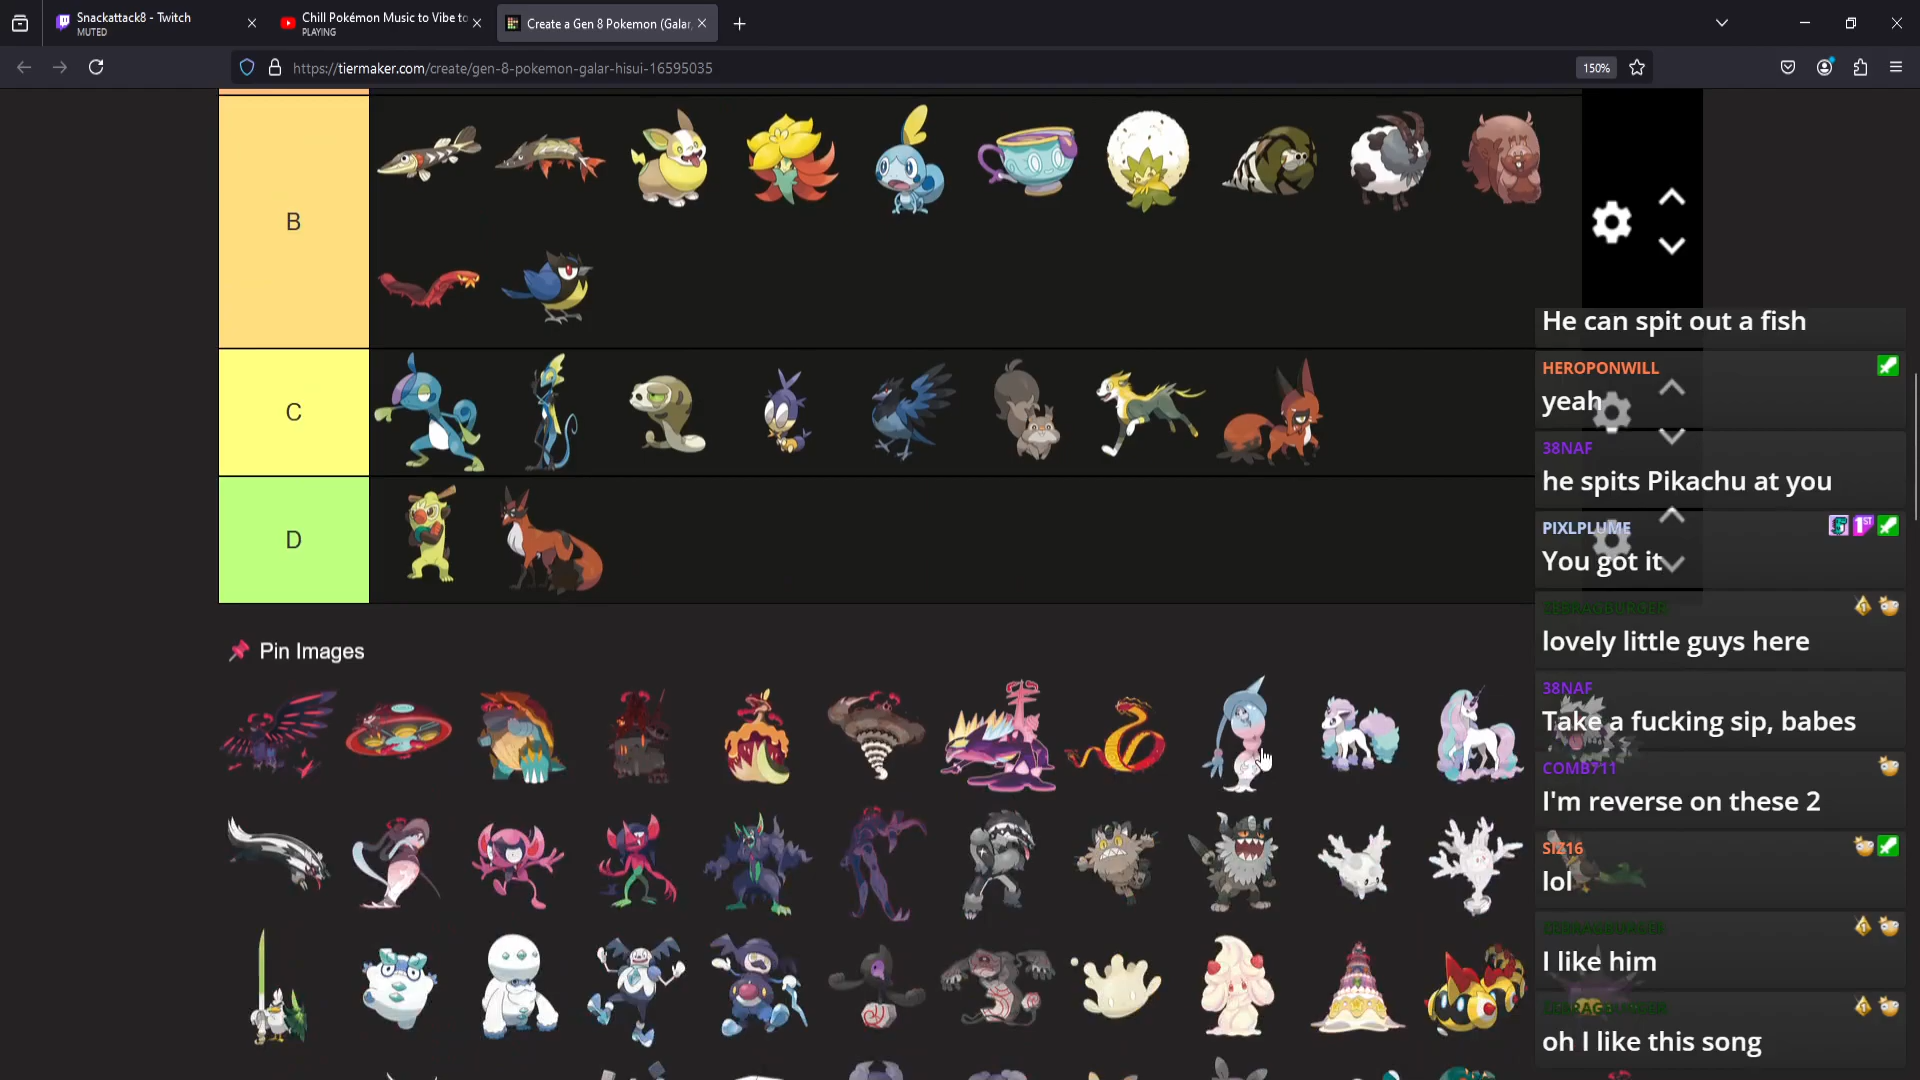 Snackattack8 - Twitch
MUTED
Chill Pokémon Music to Vibe to
PLAYING
Create a Gen 8 Pokemon (Galar,
https://tiermaker.com/create/gen-8-pokemon-galar-hisui-16595035
150%
B
He can spit out a fish
HEROPONWILL
yeah
C
38NAF
he spits Pikachu at you
PIXLPLUME
1ST
You got it
D
lovely little guys here
Pin Images
38NAF
Take a fucking sip, babes
COMB711
I'm reverse on these 2
SIZ16
lol
I like him
oh I like this song